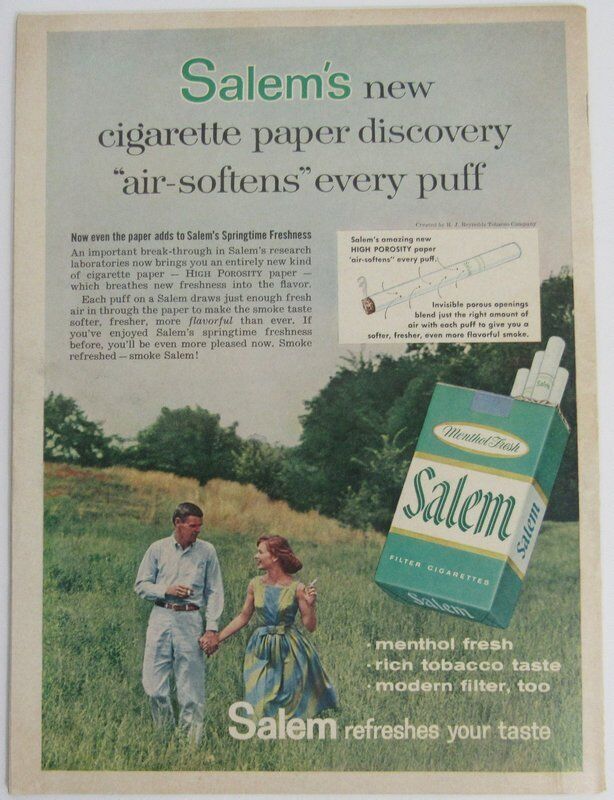 Salem's new
cigarette paper discovery
"air-softens" every puff
Created by R. J. Reynolds Tobacco Company
Now even the paper adds to Salem's Springtime Freshness
An important break-through in Salem's research
laboratories now brings you an entirely new kind
of cigarette paper — HIGH POROSITY paper —
which breathes new freshness into the flavor.
Each puff on a Salem draws just enough fresh
air in through the paper to make the smoke taste
softer, fresher, more flavorful than ever. If
you've enjoyed Salem's springtime freshness
before, you'll be even more pleased now. Smoke
refreshed — smoke Salem!
Salem's amazing new
HIGH POROSITY paper
"air-softens" every puff.
Invisible porous openings
blend just the right amount of
air with each puff to give you a
softer, fresher, even more flavorful smoke.
Salem
Menthol Fresh
Salem
Salem
FILTER CIGARETTES
Salem
· menthol fresh
· rich tobacco taste
· modern filter, too
Salem refreshes your taste